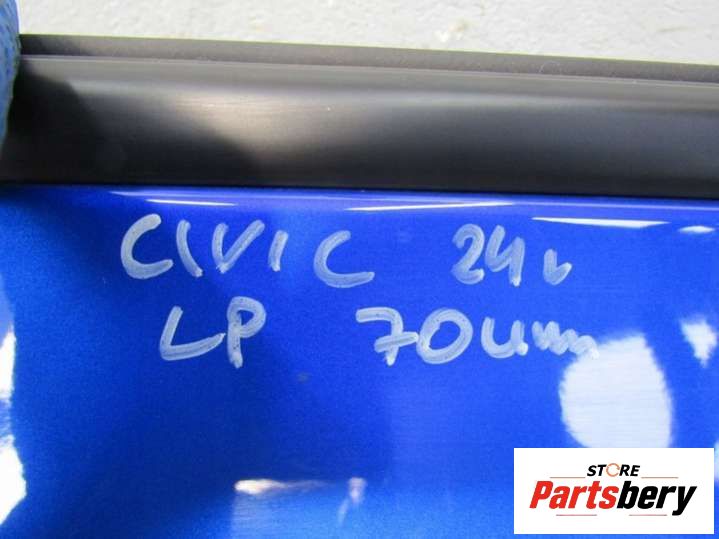 CIVIC 24v
LP 70um
STORE
Partsbery